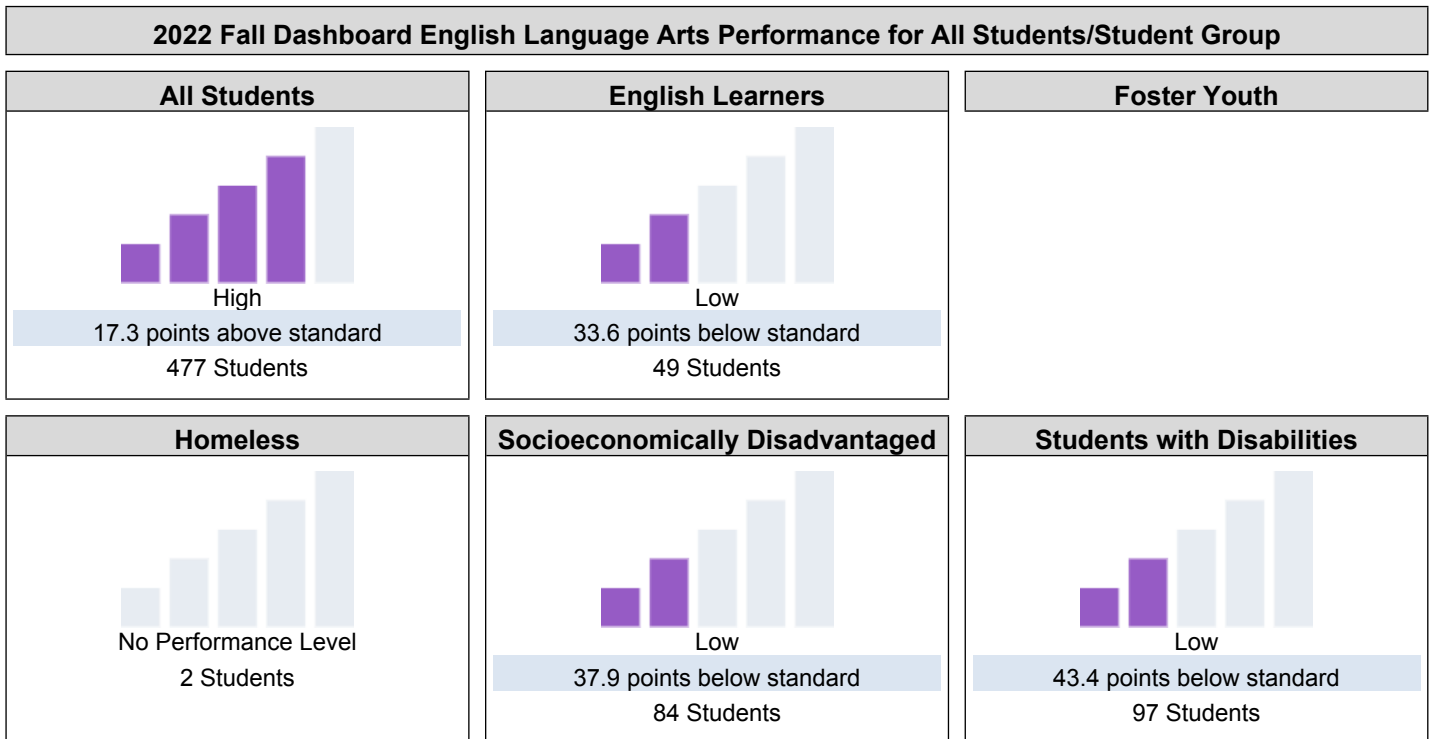 2022 Fall Dashboard English Language Arts Performance for All Students/Student Group
All Students
High
17.3 points above standard
477 Students
English Learners
Low
33.6 points below standard
49 Students
Foster Youth
Homeless
No Performance Level
2 Students
Socioeconomically Disadvantaged
Low
37.9 points below standard
84 Students
Students with Disabilities
Low
43.4 points below standard
97 Students